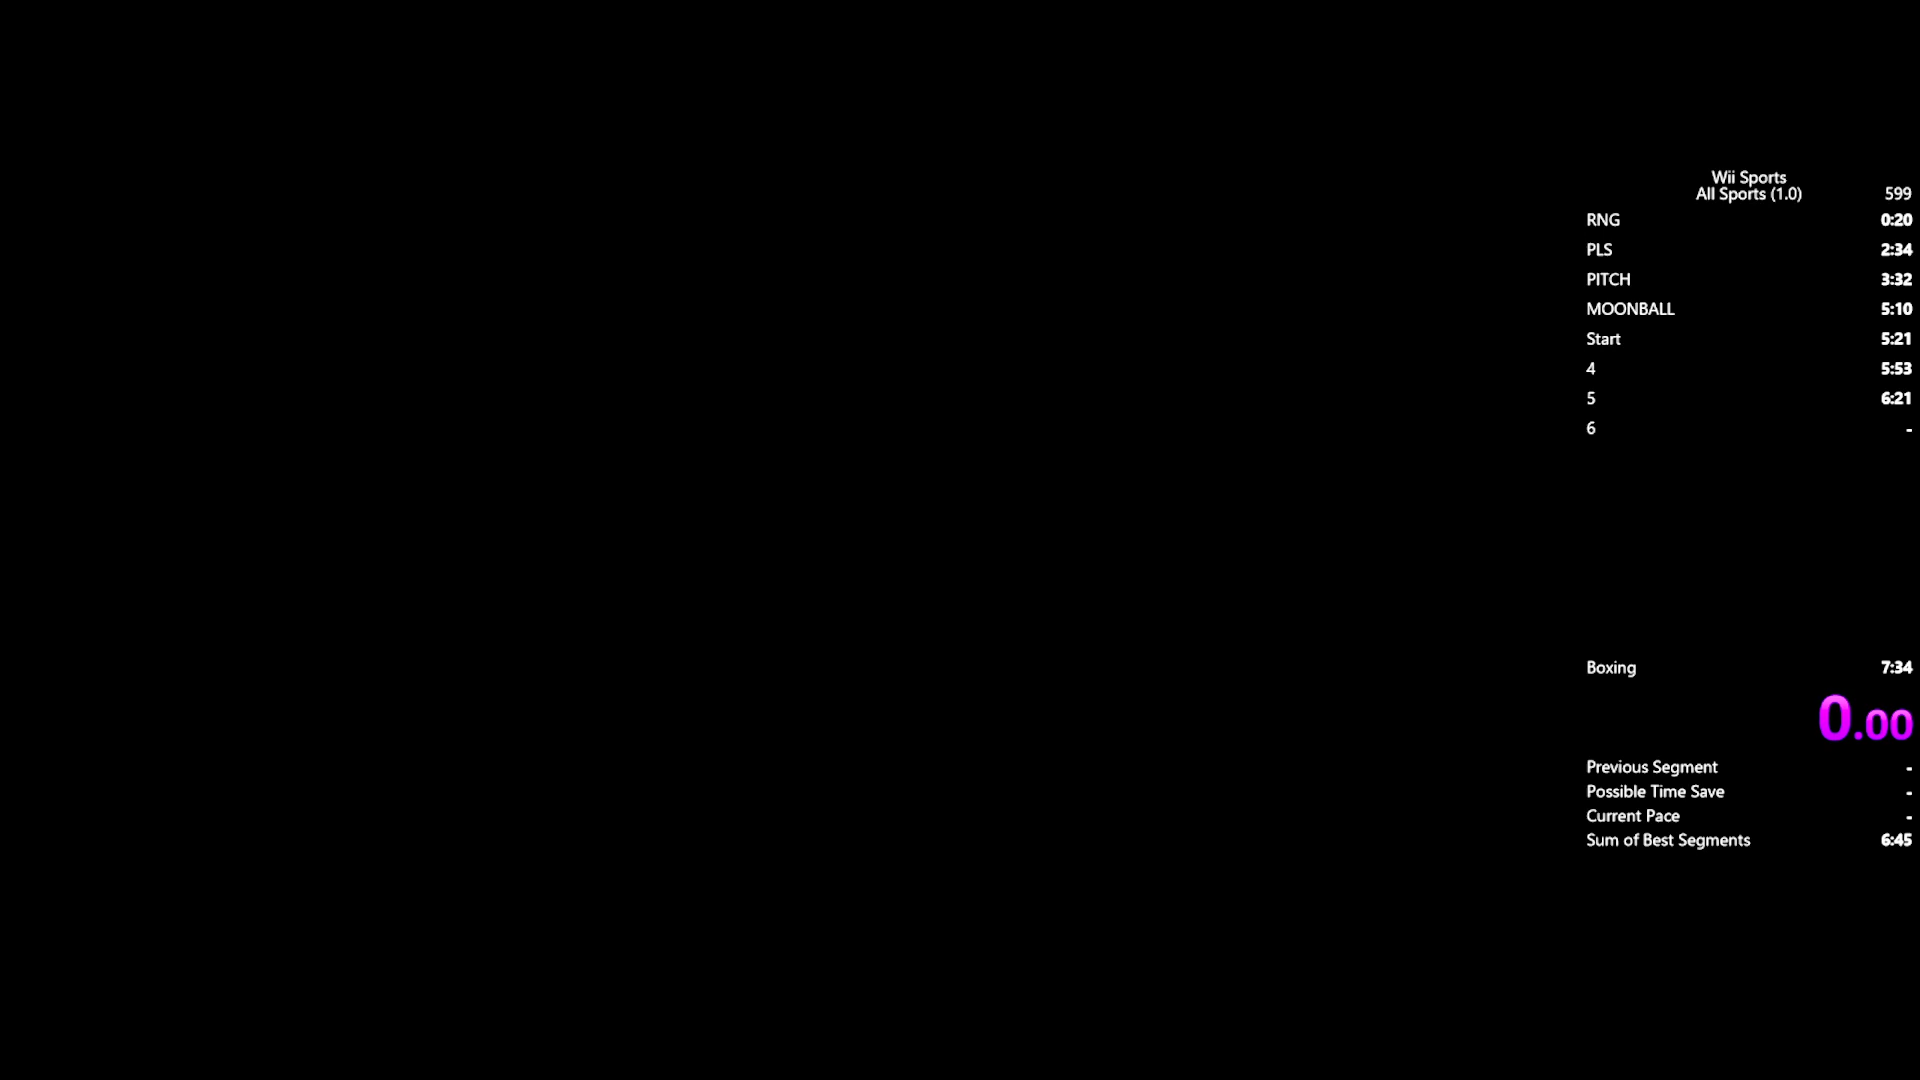 Wii Sports
All Sports (1.0) 599
RNG 0:20
PLS 2:34
PITCH 3:32
MOONBALL 5:10
Start 5:21
4 5:53
5 6:21
6 -
Boxing 7:34
0.00
Previous Segment -
Possible Time Save -
Current Pace -
Sum of Best Segments 6:45